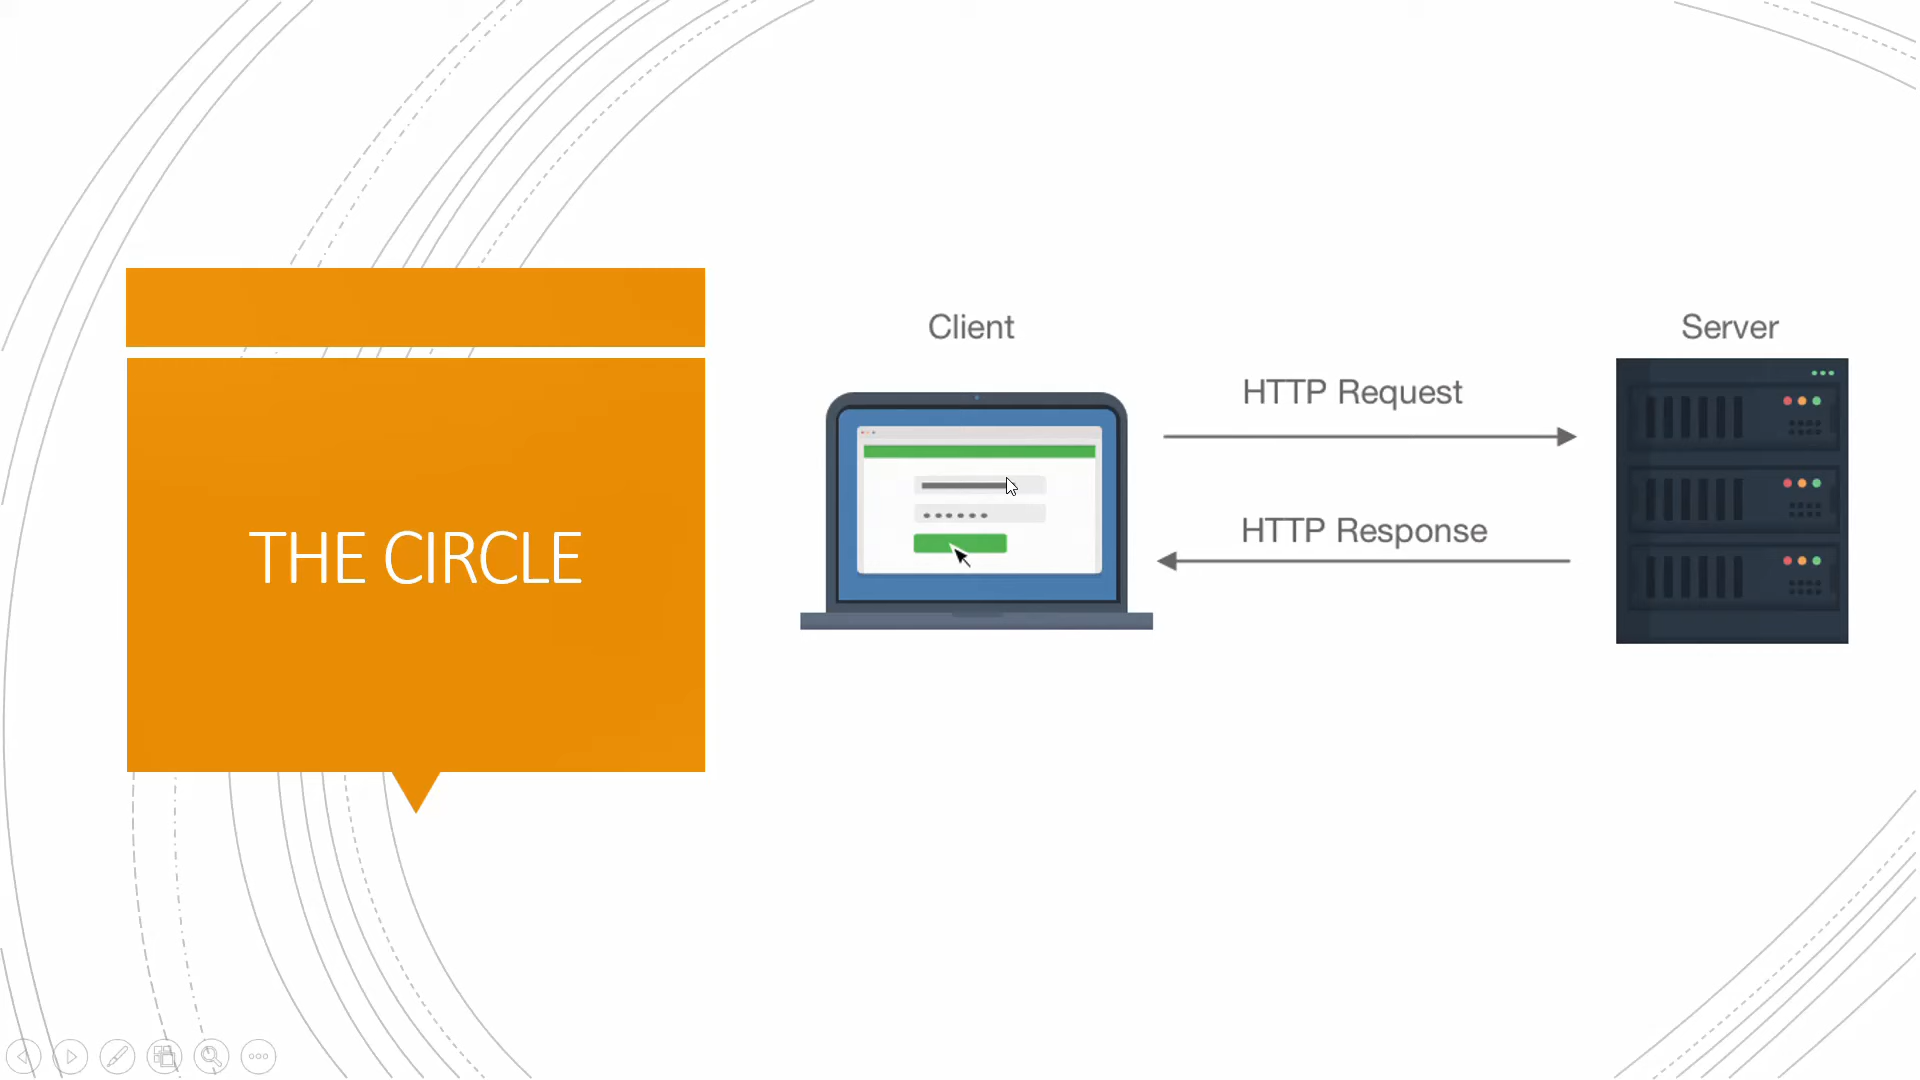 THE CIRCLE
Client
Server
HTTP Request
HTTP Response